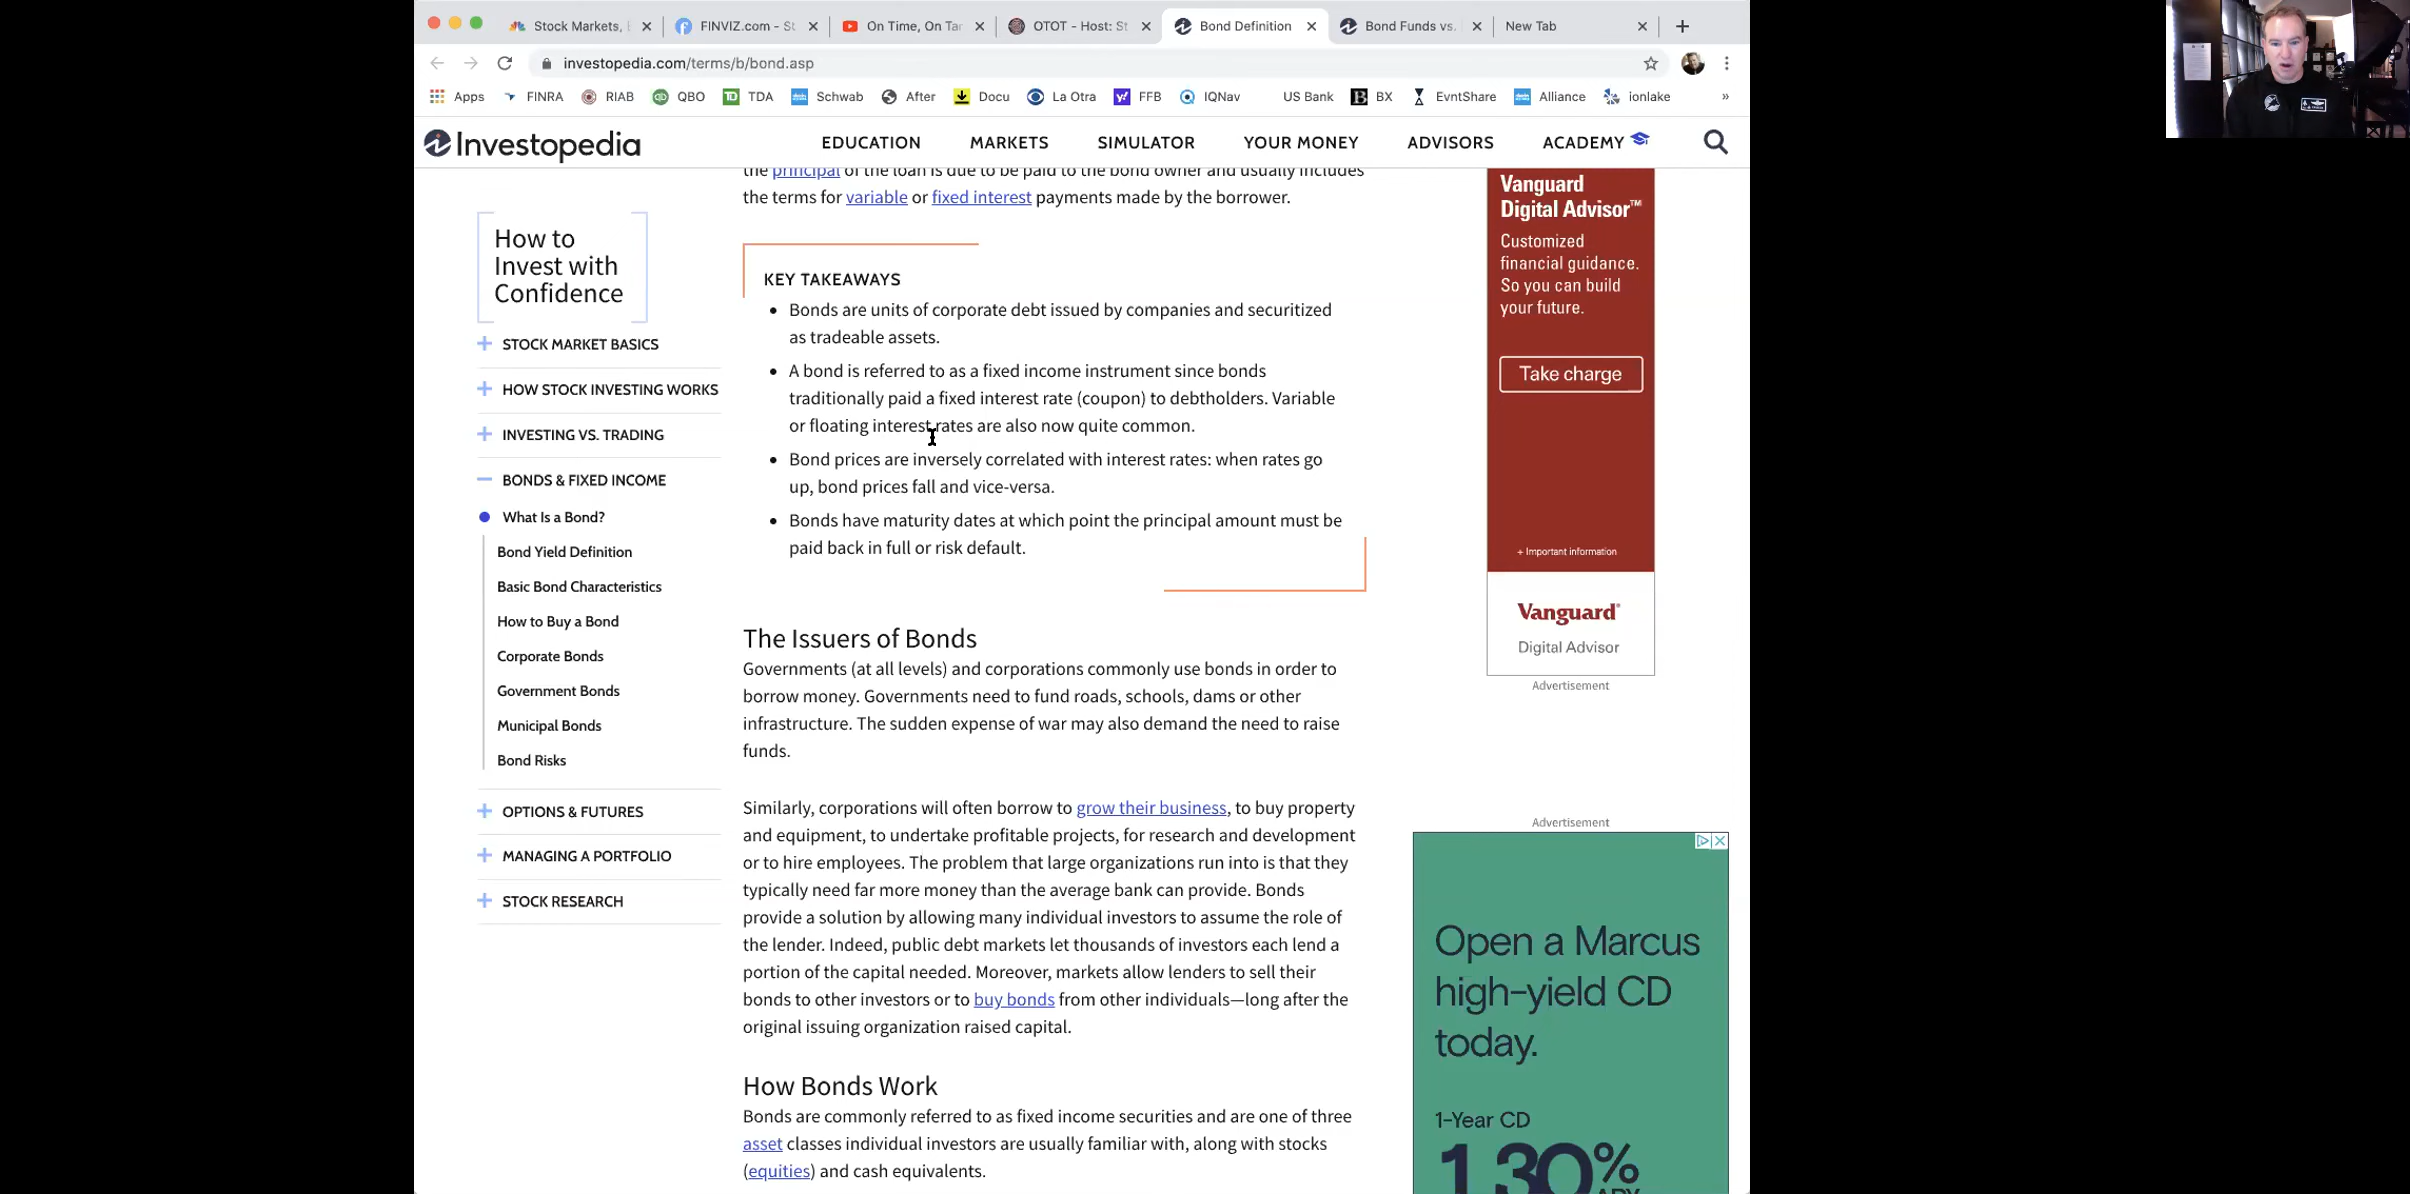 Stock Markets,
FINVIZ.com - St
On Time, On Tar
OTOT - Host: St
Bond Definition
Bond Funds vs.
New Tab
investopedia.com/terms/b/bond.asp
Apps
FINRA
RIAB
QBO
TDA
Schwab
After
Docu
La Otra
FFB
IQNav
US Bank
BX
EvntShare
Alliance
ionlake
»
Investopedia
EDUCATION
MARKETS
SIMULATOR
YOUR MONEY
ADVISORS
ACADEMY
How to
Invest with
Confidence
STOCK MARKET BASICS
HOW STOCK INVESTING WORKS
INVESTING VS. TRADING
BONDS & FIXED INCOME
What Is a Bond?
Bond Yield Definition
Basic Bond Characteristics
How to Buy a Bond
Corporate Bonds
Government Bonds
Municipal Bonds
Bond Risks
OPTIONS & FUTURES
MANAGING A PORTFOLIO
STOCK RESEARCH
the principal of the loan is due to be paid to the bond owner and usually includes
the terms for variable or fixed interest payments made by the borrower.
KEY TAKEAWAYS
Bonds are units of corporate debt issued by companies and securitized
as tradeable assets.
A bond is referred to as a fixed income instrument since bonds
traditionally paid a fixed interest rate (coupon) to debtholders. Variable
or floating interest rates are also now quite common.
Bond prices are inversely correlated with interest rates: when rates go
up, bond prices fall and vice-versa.
Bonds have maturity dates at which point the principal amount must be
paid back in full or risk default.
The Issuers of Bonds
Governments (at all levels) and corporations commonly use bonds in order to
borrow money. Governments need to fund roads, schools, dams or other
infrastructure. The sudden expense of war may also demand the need to raise
funds.
Similarly, corporations will often borrow to grow their business, to buy property
and equipment, to undertake profitable projects, for research and development
or to hire employees. The problem that large organizations run into is that they
typically need far more money than the average bank can provide. Bonds
provide a solution by allowing many individual investors to assume the role of
the lender. Indeed, public debt markets let thousands of investors each lend a
portion of the capital needed. Moreover, markets allow lenders to sell their
bonds to other investors or to buy bonds from other individuals—long after the
original issuing organization raised capital.
How Bonds Work
Bonds are commonly referred to as fixed income securities and are one of three
asset classes individual investors are usually familiar with, along with stocks
(equities) and cash equivalents.
Vanguard
Digital Advisor™
Customized
financial guidance.
So you can build
your future.
Take charge
+ Important information
Vanguard
Digital Advisor
Advertisement
Advertisement
Open a Marcus
high-yield CD
today.
1-Year CD
1.30%
APY